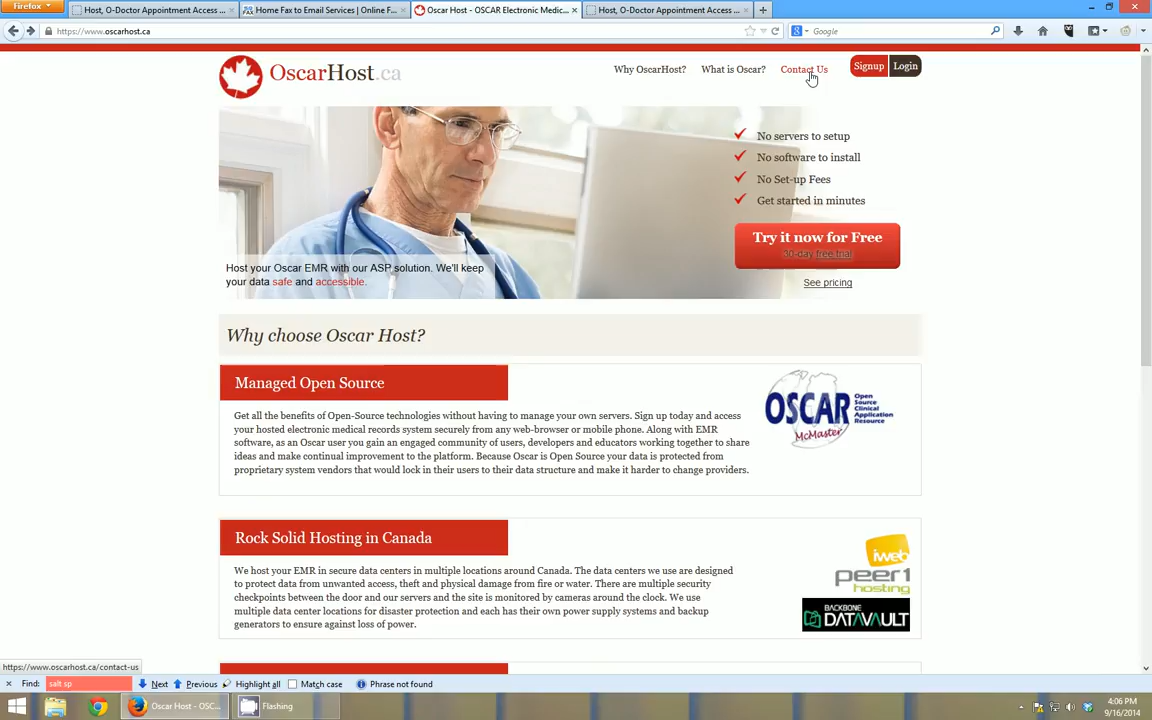 Firefox
Host, O-Doctor Appointment Access ...
Home Fax to Email Services | Online F...
Oscar Host - OSCAR Electronic Medic...
Host, O-Doctor Appointment Access ...
https://www.oscarhost.ca
Google
OscarHost.ca
Why OscarHost?
What is Oscar?
Contact Us
Signup
Login
No servers to setup
No software to install
No Set-up Fees
Get started in minutes
Try it now for Free
30-day free trial
See pricing
Host your Oscar EMR with our ASP solution. We'll keep
your data safe and accessible.
Why choose Oscar Host?
Managed Open Source
Get all the benefits of Open-Source technologies without having to manage your own servers. Sign up today and access
your hosted electronic medical records system securely from any web-browser or mobile phone. Along with EMR
software, as an Oscar user you gain an engaged community of users, developers and educators working together to share
ideas and make continual improvement to the platform. Because Oscar is Open Source your data is protected from
proprietary system vendors that would lock in their users to their data structure and make it harder to change providers.
OSCAR
Open
Source
Clinical
Application
Resource
McMaster
Rock Solid Hosting in Canada
We host your EMR in secure data centers in multiple locations around Canada. The data centers we use are designed
to protect data from unwanted access, theft and physical damage from fire or water. There are multiple security
checkpoints between the door and our servers and the site is monitored by cameras around the clock. We use
multiple data center locations for disaster protection and each has their own power supply systems and backup
generators to ensure against loss of power.
iweb
peer1
hosting
BACKBONE
DATAVAULT
https://www.oscarhost.ca/contact-us
Find:
salt sp
Next
Previous
Highlight all
Match case
Phrase not found
Oscar Host - OSC...
Flashing
4:06 PM
9/16/2014